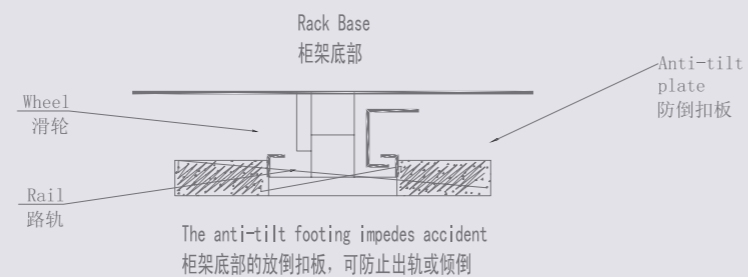 Rack Base
柜架底部
Anti-tilt
plate
防倒扣板
Wheel
滑轮
Rail
路轨
The anti-tilt footing impedes accident
柜架底部的放倒扣板，可防止出轨或倾倒